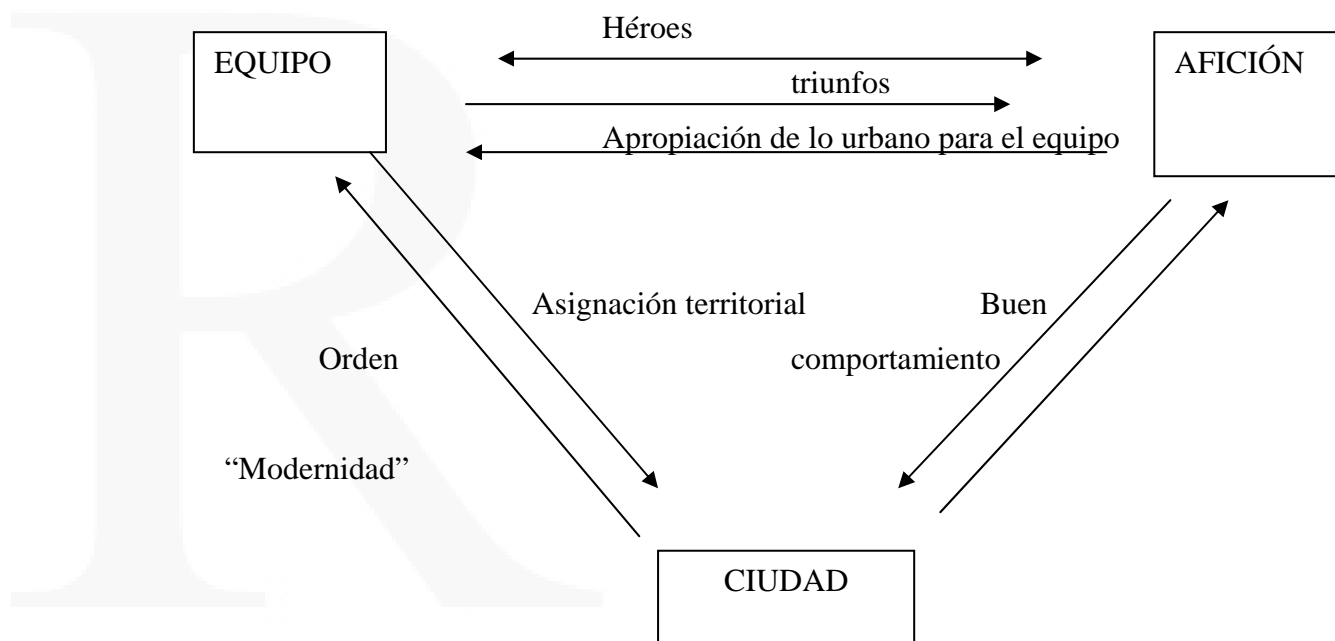 Héroes
EQUIPO
AFICIÓN
triunfos
Apropiación de lo urbano para el equipo
Asignación territorial
Buen
Orden
comportamiento
“Modernidad”
CIUDAD